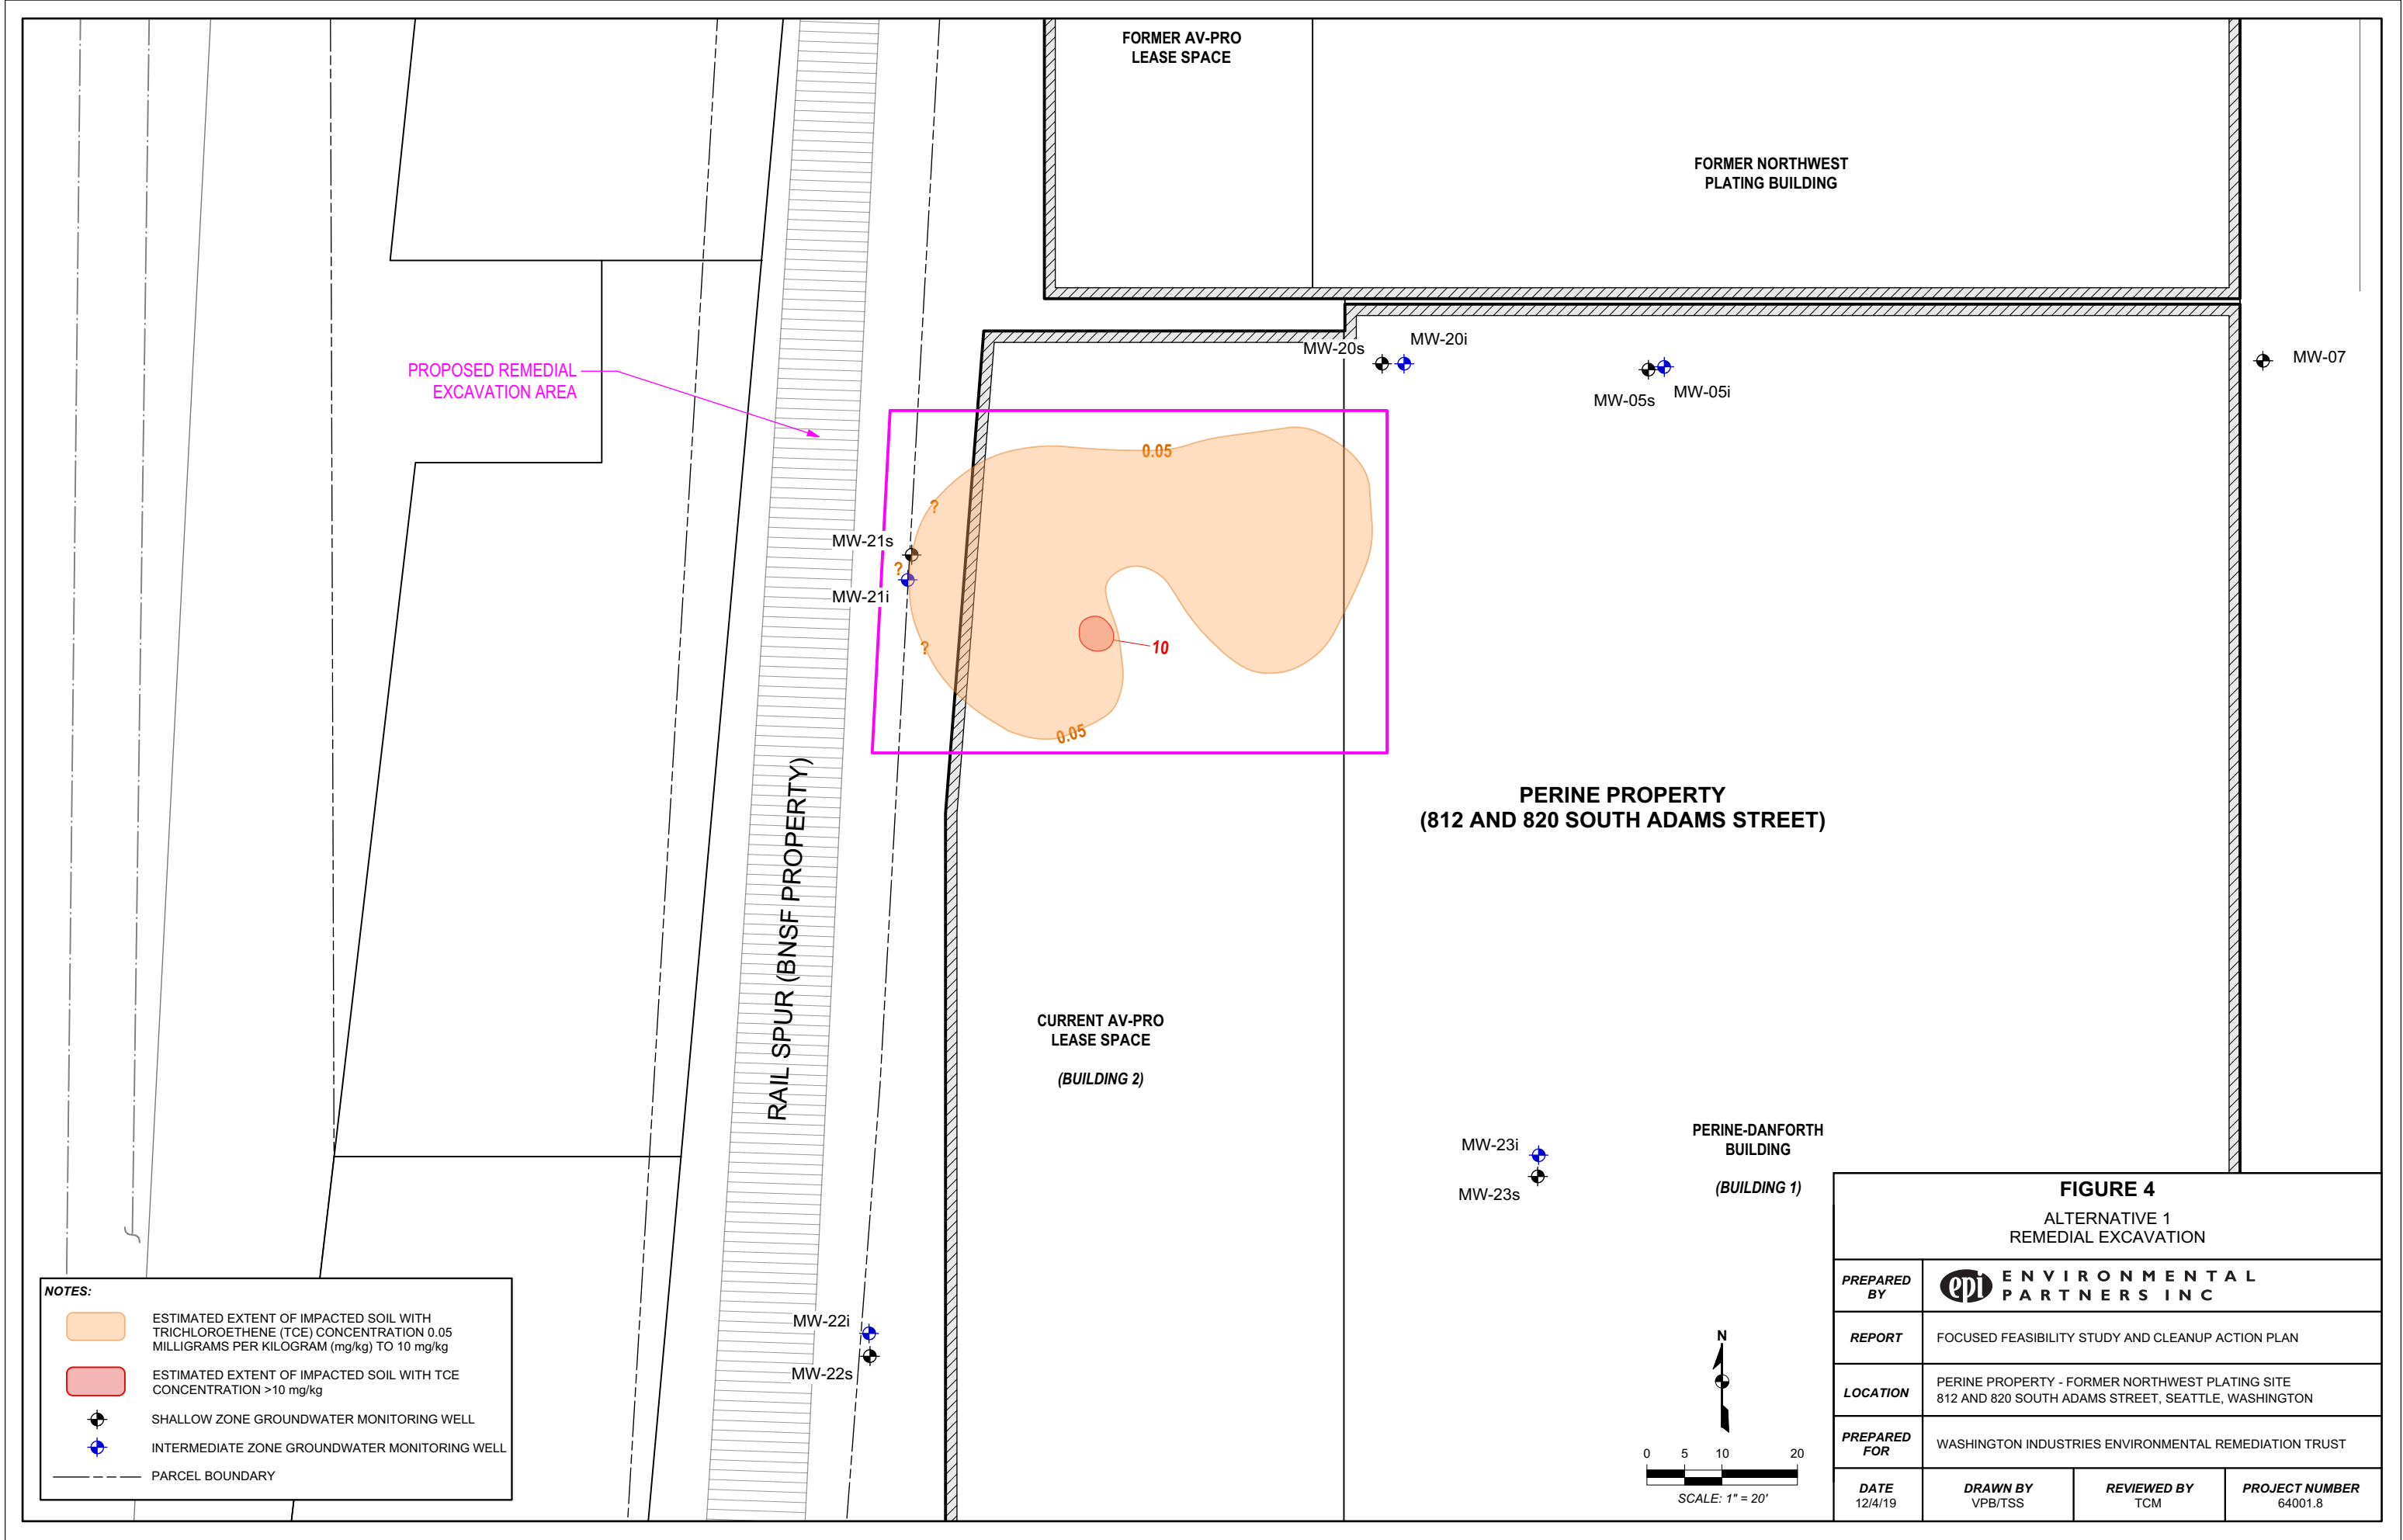 FORMER AV-PRO
LEASE SPACE
FORMER NORTHWEST
PLATING BUILDING
MW-20s
MW-20i
MW-05s
MW-05i
MW-07
PROPOSED REMEDIAL
EXCAVATION AREA
0.05
?
MW-21s
?
MW-21i
?
10
0.05
RAIL SPUR (BNSF PROPERTY)
PERINE PROPERTY
(812 AND 820 SOUTH ADAMS STREET)
CURRENT AV-PRO
LEASE SPACE
(BUILDING 2)
MW-23i
MW-23s
PERINE-DANFORTH
BUILDING
(BUILDING 1)
MW-22i
MW-22s
NOTES:
ESTIMATED EXTENT OF IMPACTED SOIL WITH
TRICHLOROETHENE (TCE) CONCENTRATION 0.05
MILLIGRAMS PER KILOGRAM (mg/kg) TO 10 mg/kg
ESTIMATED EXTENT OF IMPACTED SOIL WITH TCE
CONCENTRATION >10 mg/kg
SHALLOW ZONE GROUNDWATER MONITORING WELL
INTERMEDIATE ZONE GROUNDWATER MONITORING WELL
PARCEL BOUNDARY
N
0 5 10 20
SCALE: 1" = 20'
FIGURE 4
ALTERNATIVE 1
REMEDIAL EXCAVATION
PREPARED
BY
epi
ENVIRONMENTAL
PARTNERS INC
REPORT
FOCUSED FEASIBILITY STUDY AND CLEANUP ACTION PLAN
LOCATION
PERINE PROPERTY - FORMER NORTHWEST PLATING SITE
812 AND 820 SOUTH ADAMS STREET, SEATTLE, WASHINGTON
PREPARED
FOR
WASHINGTON INDUSTRIES ENVIRONMENTAL REMEDIATION TRUST
DATE
12/4/19
DRAWN BY
VPB/TSS
REVIEWED BY
TCM
PROJECT NUMBER
64001.8